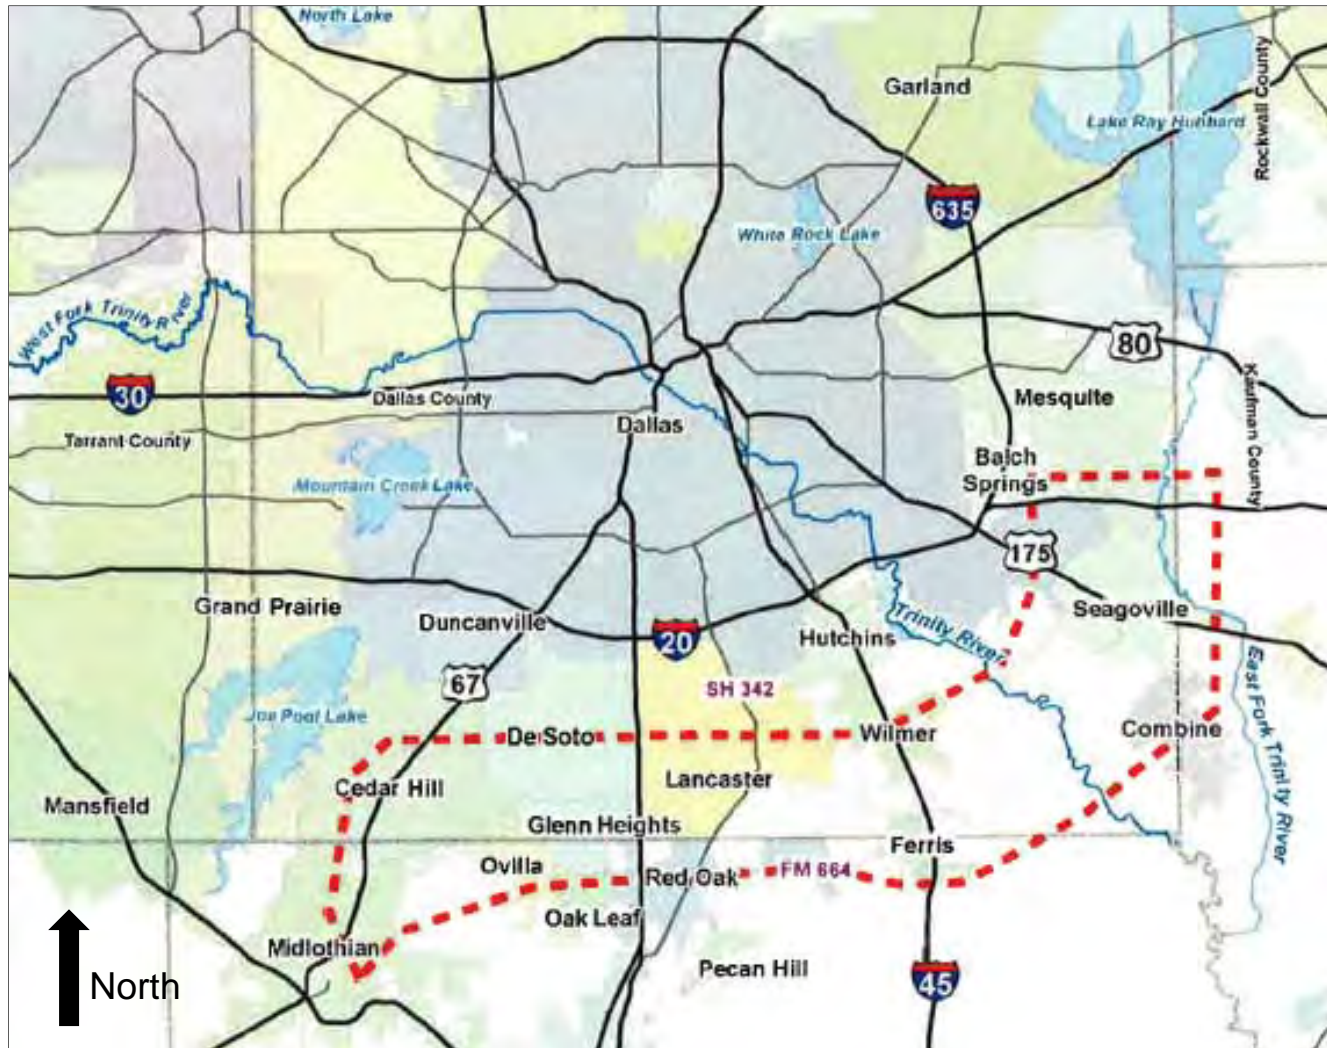 North Lake
Garland
Lake Ray Hubbard
Rockwall County
635
White Rock Lake
West Fork Trinity River
80
30
Dallas County
Mesquite
Kaufman County
Dallas
Tarrant County
Balch
Springs
Mountain Creek Lake
175
Grand Prairie
Duncanville
20
Hutchins
Trinity River
Seagoville
67
SH 342
East Fork Trinity River
Joe Pool Lake
De Soto
Wilmer
Combine
Cedar Hill
Lancaster
Mansfield
Glenn Heights
Ferris
Ovilla
Red Oak
FM 664
Oak Leaf
Midlothian
Pecan Hill
45
North